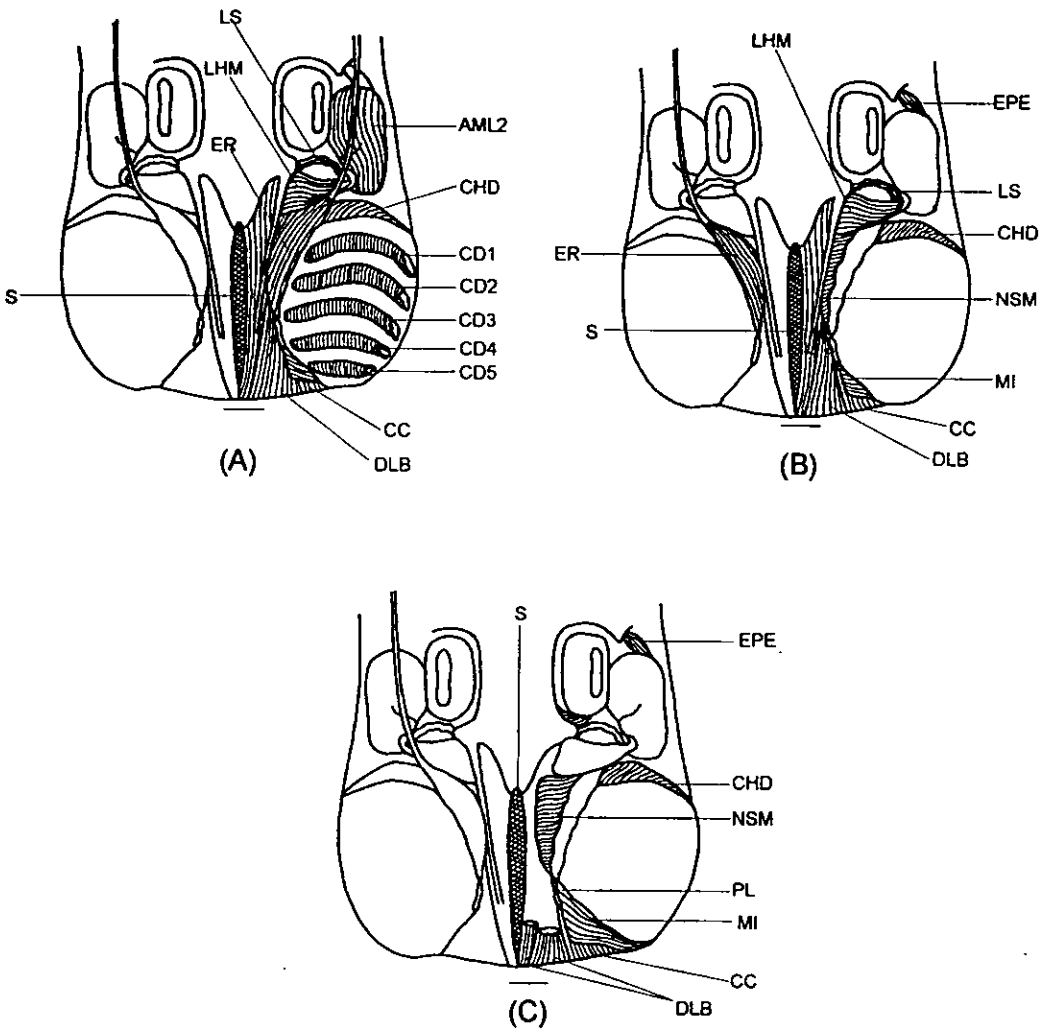 LS
LHM
ER
AML2
CHD
CD1
CD2
CD3
CD4
CD5
S
CC
DLB
(A)
LHM
EPE
LS
CHD
ER
NSM
S
MI
CC
DLB
(B)
S
EPE
CHD
NSM
PL
MI
CC
DLB
(C)